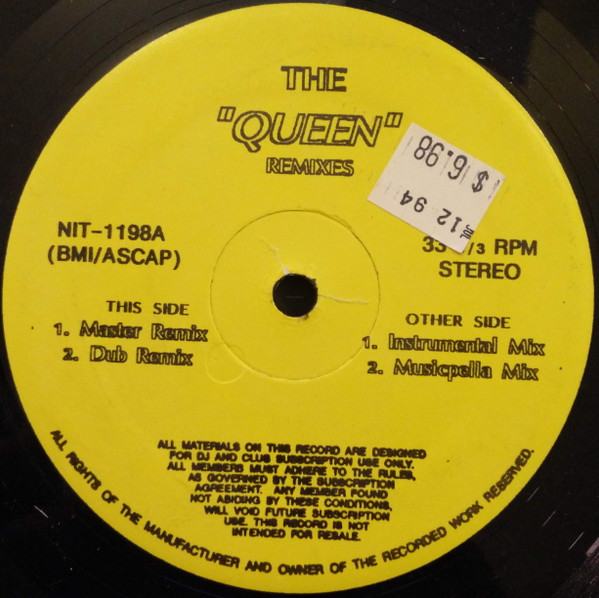 THE
"QUEEN"
REMIXES
$ 6.98
JUL 12 94
NIT-1198A
(BMI/ASCAP)
33 /3 RPM
STEREO
THIS SIDE
1. Master Remix
2. Dub Remix
OTHER SIDE
1. Instrumental Mix
2. Musicpella Mix
ALL MATERIALS ON THIS RECORD ARE DESIGNED
FOR DJ AND CLUB SUBSCRIPTION USE ONLY.
ALL MEMBERS MUST ADHERE TO THE RULES,
AS GOVERNED BY THE SUBSCRIPTION
AGREEMENT. ANY MEMBER FOUND
NOT ABIDING BY THESE CONDITIONS,
WILL VOID FUTURE SUBSCRIPTION
USE. THIS RECORD IS NOT
INTENDED FOR RESALE.
ALL RIGHTS OF THE MANUFACTURER AND OWNER OF THE RECORDED WORK RESERVED.